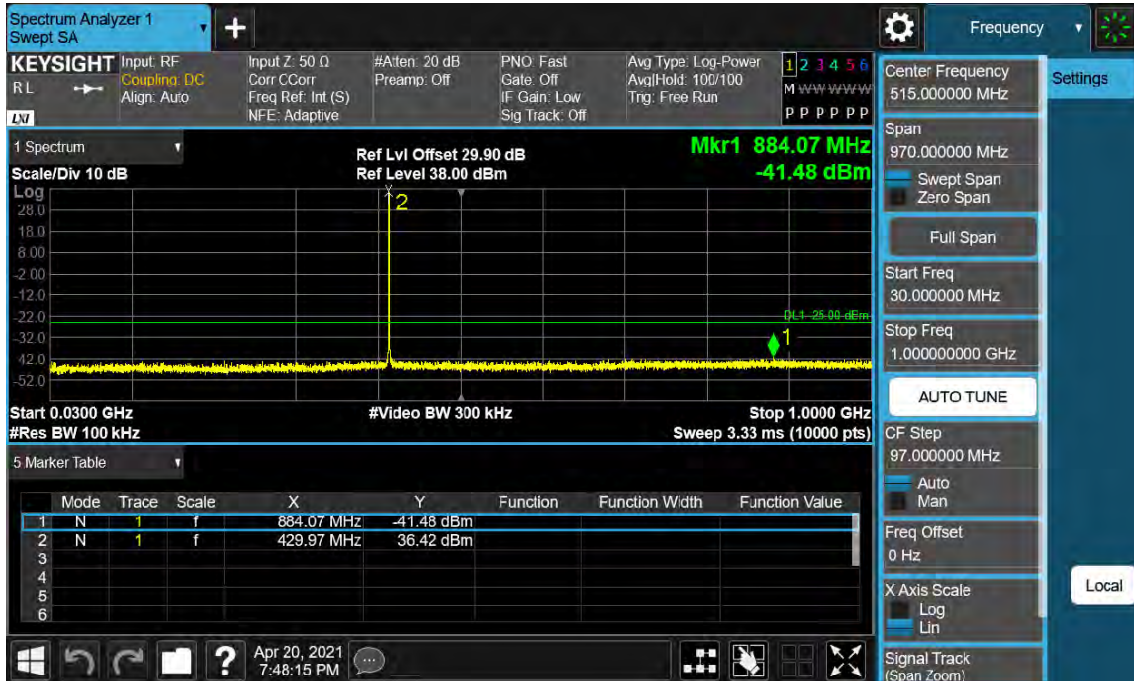 Spectrum Analyzer 1
Swept SA
Frequency
KEYSIGHT
R L
LXI
Input: RF
Coupling: DC
Align: Auto
Input Z: 50 Ω
Corr CCorr
Freq Ref: Int (S)
NFE: Adaptive
#Atten: 20 dB
Preamp: Off
PNO: Fast
Gate: Off
IF Gain: Low
Sig Track: Off
Avg Type: Log-Power
Avg|Hold: 100/100
Trig: Free Run
1 2 3 4 5 6
M W W W W W
P P P P P P
Center Frequency
515.000000 MHz
Settings
Span
970.000000 MHz
Swept Span
Zero Span
Full Span
Start Freq
30.000000 MHz
Stop Freq
1.000000000 GHz
AUTO TUNE
CF Step
97.000000 MHz
Auto
Man
Freq Offset
0 Hz
X Axis Scale
Log
Lin
Local
Signal Track
(Span Zoom)
1 Spectrum
Scale/Div 10 dB
Ref Lvl Offset 29.90 dB
Ref Level 38.00 dBm
Mkr1 884.07 MHz
-41.48 dBm
Log
28.0
18.0
8.00
-2.00
-12.0
-22.0
-32.0
-42.0
-52.0
2
DL1 -25.00 dBm
1
Start 0.0300 GHz
#Video BW 300 kHz
Stop 1.0000 GHz
#Res BW 100 kHz
Sweep 3.33 ms (10000 pts)
5 Marker Table
Mode Trace Scale X Y Function Function Width Function Value
1 N 1 f 884.07 MHz -41.48 dBm
2 N 1 f 429.97 MHz 36.42 dBm
3
4
5
6
Apr 20, 2021
7:48:15 PM